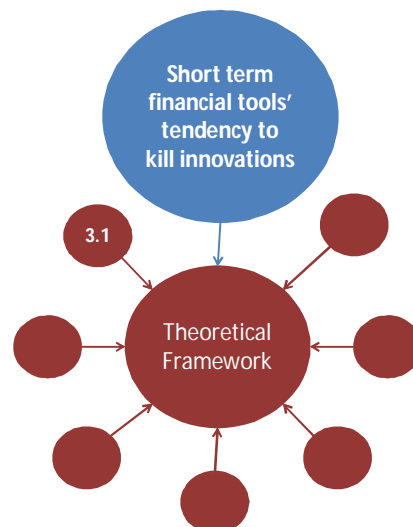 Short term
financial tools’
tendency to
kill innovations
3.1
Theoretical
Framework